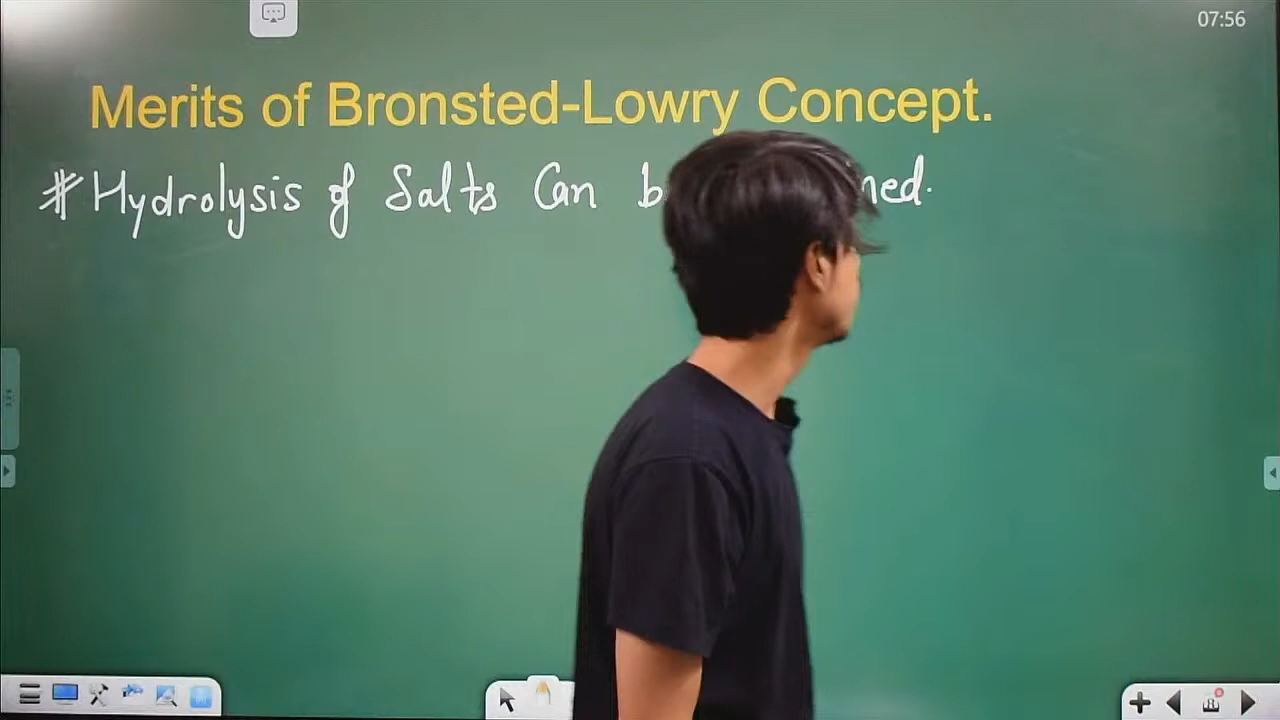 07:56
Merits of Bronsted-Lowry Concept.
# Hydrolysis of Salts Can